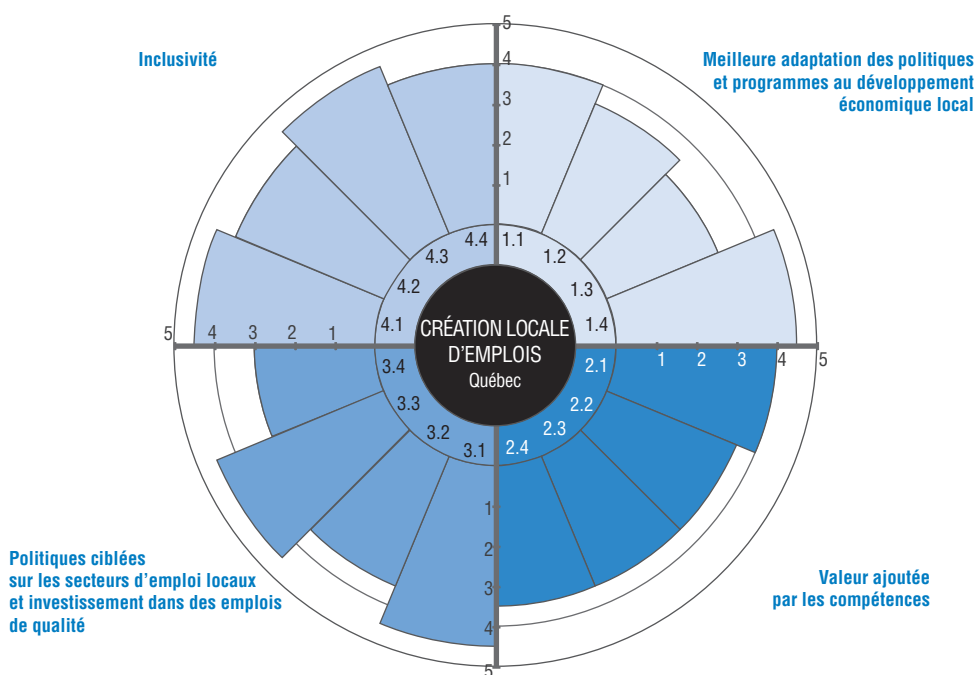 Inclusivité
Meilleure adaptation des politiques
et programmes au développement
économique local
5
4
3
2
1
4.4
1.1
4.3
1.2
4.2
1.3
4.1
1.4
CRÉATION LOCALE
D'EMPLOIS
Québec
5 4 3 2 1
1 2 3 4 5
3.4
2.1
3.3
2.2
3.2
2.3
3.1
2.4
1
2
3
4
5
Politiques ciblées
sur les secteurs d'emploi locaux
et investissement dans des emplois
de qualité
Valeur ajoutée
par les compétences